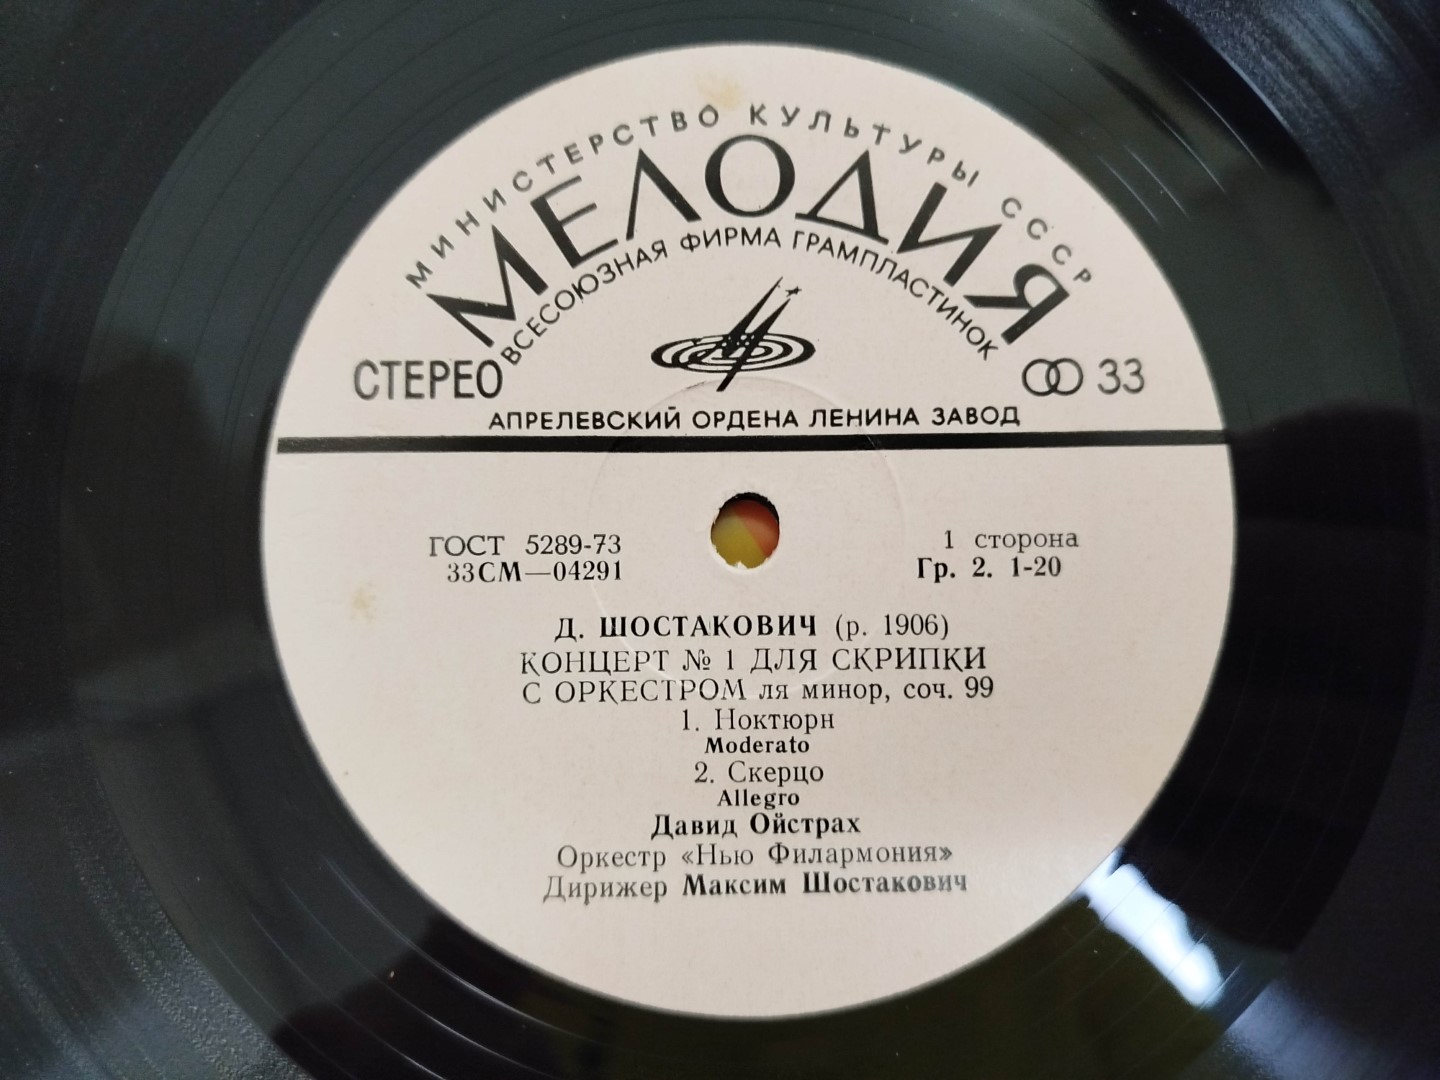 МИНИСТЕРСТВО КУЛЬТУРЫ СССР
МЕЛОДИЯ
ВСЕСОЮЗНАЯ ФИРМА ГРАМПЛАСТИНОК
СТЕРЕО
33
АПРЕЛЕВСКИЙ ОРДЕНА ЛЕНИНА ЗАВОД
ГОСТ 5289-73
33СМ—04291
1 сторона
Гр. 2. 1-20
Д. ШОСТАКОВИЧ (р. 1906)
КОНЦЕРТ № 1 ДЛЯ СКРИПКИ
С ОРКЕСТРОМ ля минор, соч. 99
1. Ноктюрн
Moderato
2. Скерцо
Allegro
Давид Ойстрах
Оркестр «Нью Филармония»
Дирижер Максим Шостакович